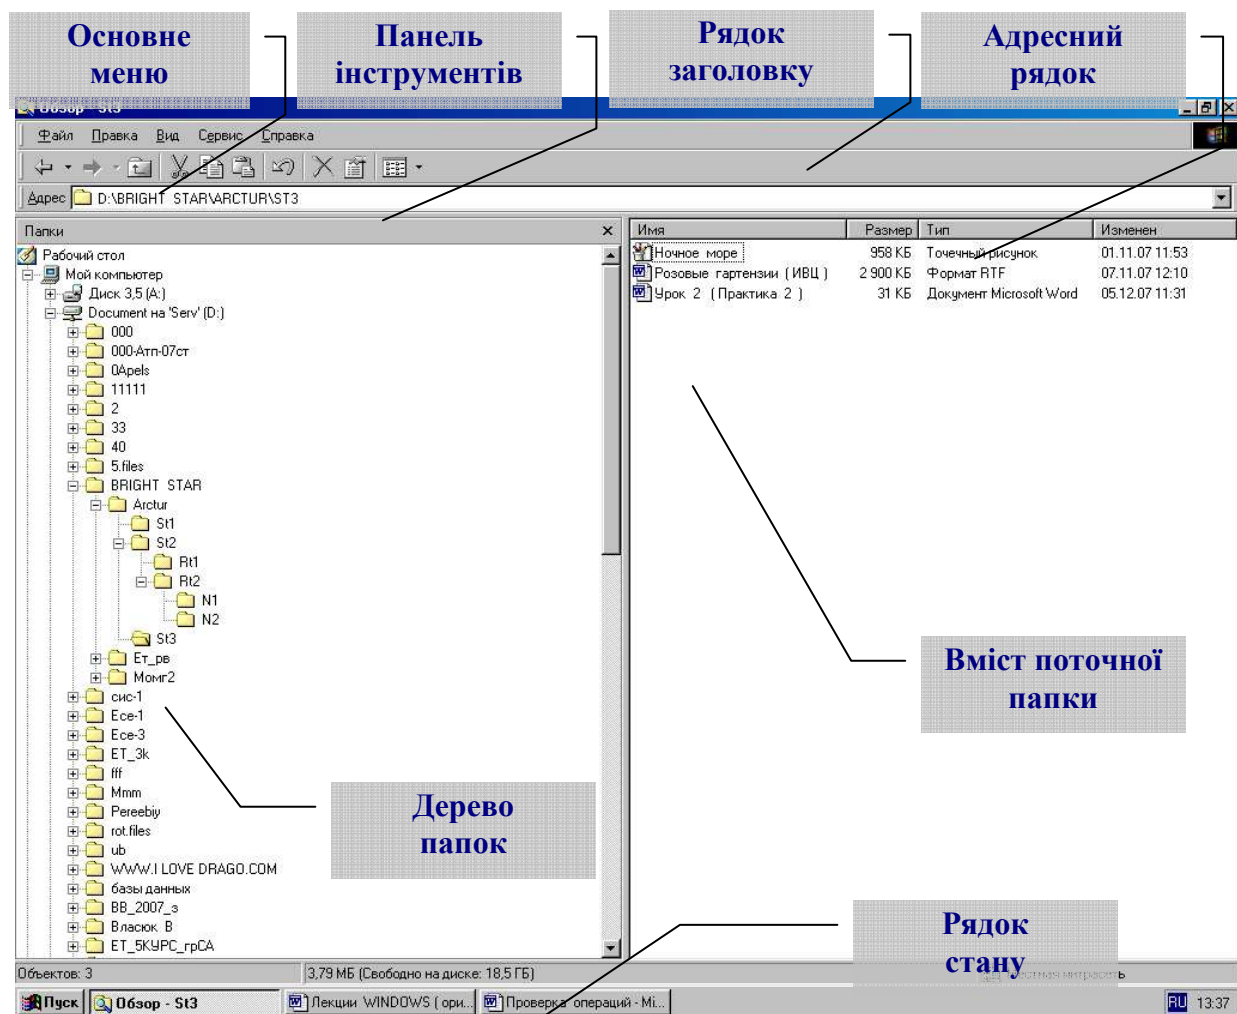 Основне
меню
Панель
інструментів
Рядок
заголовку
Адресний
рядок
Обзор - St3
Файл Правка Вид Сервис Справка
Адрес D:\BRIGHT STAR\ARCTUR\ST3
Папки
Имя Размер Тип Изменен
Рабочий стол
Мой компьютер
Диск 3,5 (A:)
Document на 'Serv' (D:)
000
000-Атп-07ст
0Apels
11111
2
33
40
5.files
BRIGHT STAR
Arctur
St1
St2
Rt1
Rt2
N1
N2
St3
Ет_рв
Момг2
сис-1
Ece-1
Ece-3
ET_3k
fff
Mmm
Pereebiy
rot.files
ub
WWW.I LOVE DRAGO.COM
базы данных
BB_2007_з
Власюк В
ET_5КУРС_грСА
Ночное море 958 КБ Точечный рисунок 01.11.07 11:53
Розовые гартензии (ИВЦ) 2 900 КБ Формат RTF 07.11.07 12:10
Урок 2 (Практика 2 ) 31 КБ Документ Microsoft Word 05.12.07 11:31
Вміст поточної
папки
Дерево
папок
Рядок
стану
Объектов: 3 3,79 МБ (Свободно на диске: 18,5 ГБ) Местная интрасеть
Пуск Обзор - St3 Лекции WINDOWS ( ори... Проверка операций - Mi... RU 13:37